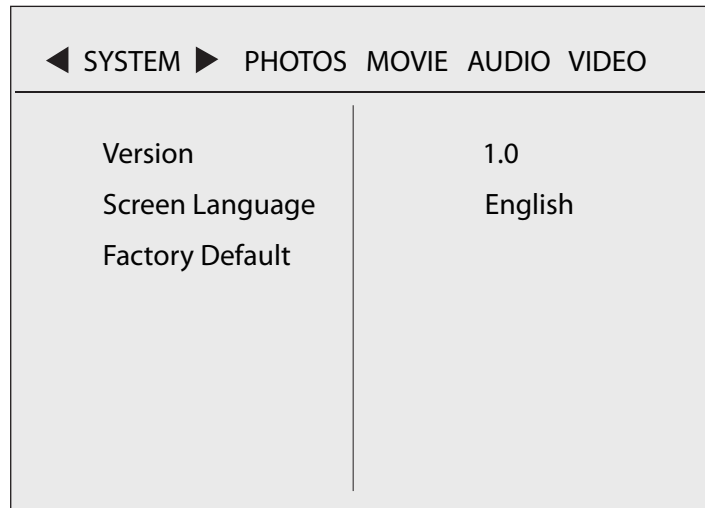 SYSTEM PHOTOS MOVIE AUDIO VIDEO
Version 1.0
Screen Language English
Factory Default